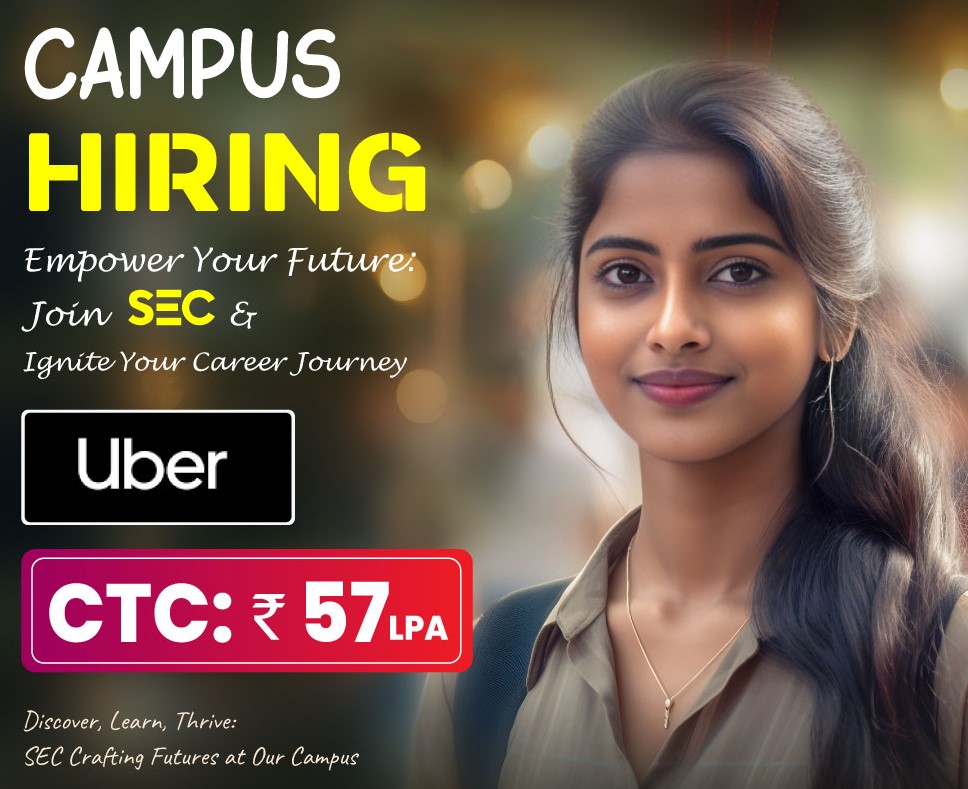 CAMPUS
HIRING
Empower Your Future:
Join SEC &
Ignite Your Career Journey
Uber
CTC: ₹ 57LPA
Discover, Learn, Thrive:
SEC Crafting Futures at Our Campus